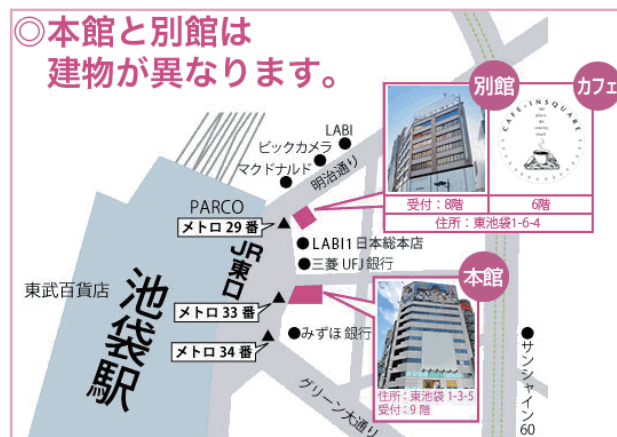 ◎本館と別館は
建物が異なります。
別館
カフェ
CAFE-INSQUARE
受付:8階
6階
住所:東池袋1-6-4
LABI
ビックカメラ
マクドナルド
明治通り
PARCO
メトロ 29 番
JR東口
●LABI1 日本総本店
●三菱 UFJ 銀行
本館
東武百貨店
池袋駅
メトロ 33 番
●みずほ 銀行
メトロ 34 番
グリーン大通り
住所:東池袋 1-3-5
受付:9 階
●サンシャイン60